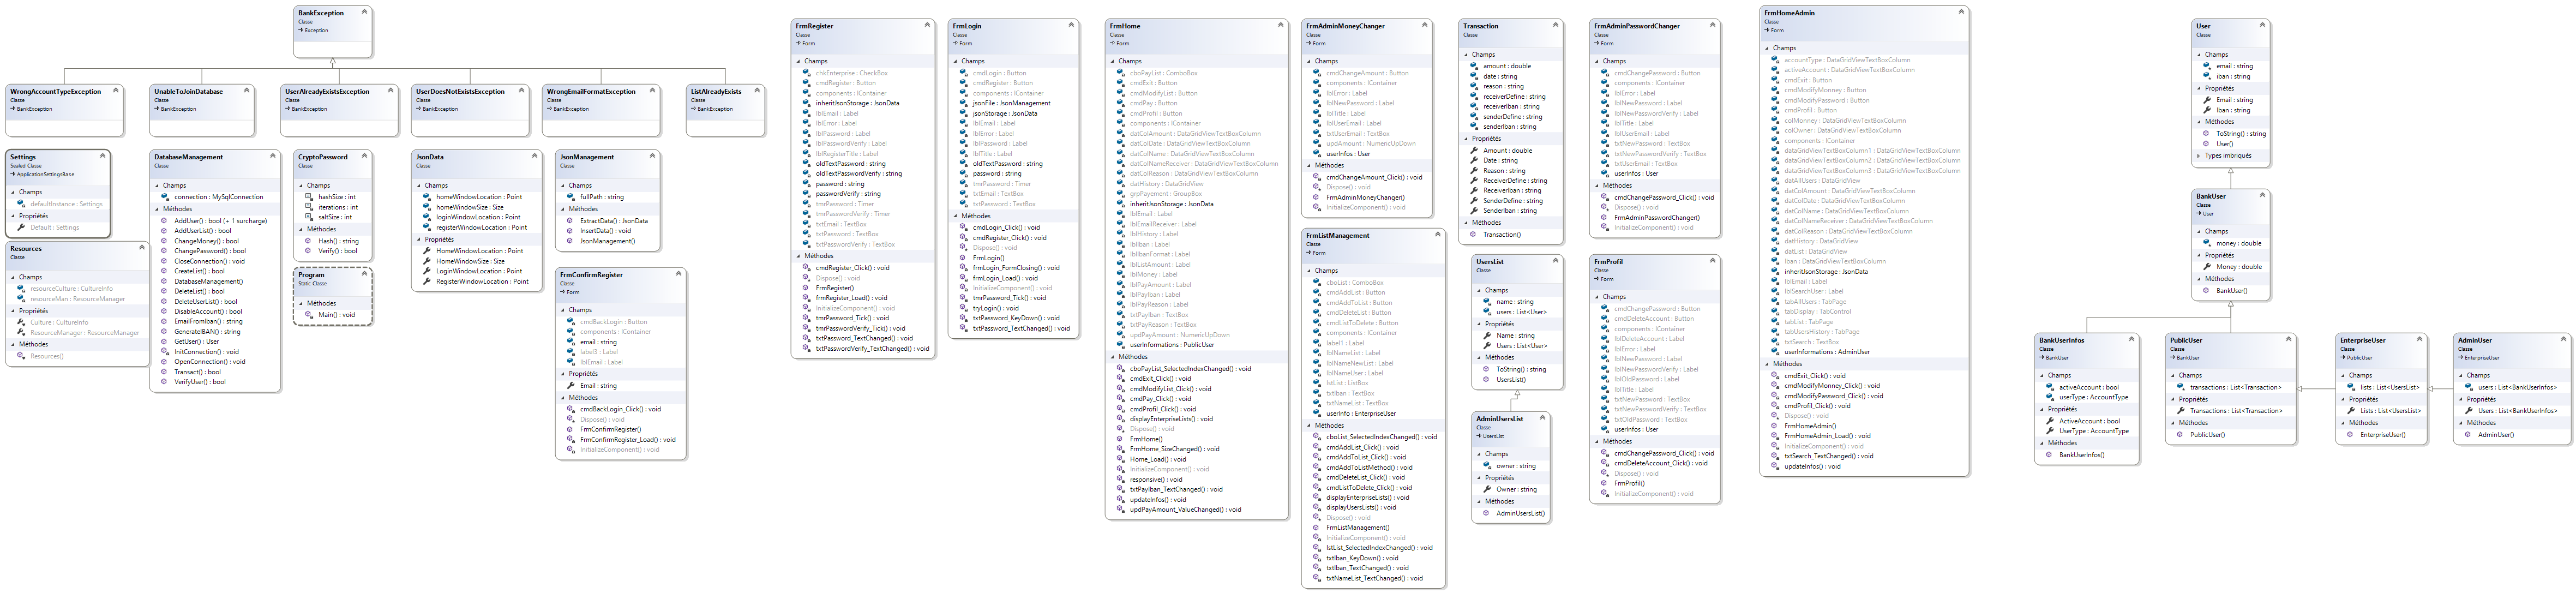 BankException
Classe
Exception
WrongAccountTypeException
Classe
BankException
UnableToJoinDatabase
Classe
BankException
UserAlreadyExistsException
Classe
BankException
UserDoesNotExistsException
Classe
BankException
WrongEmailFormatException
Classe
BankException
ListAlreadyExists
Classe
BankException
Settings
Sealed Classe
ApplicationSettingsBase
Champs
defaultInstance : Settings
Propriétés
Default : Settings
Resources
Classe
Champs
resourceCulture : CultureInfo
resourceMan : ResourceManager
Propriétés
Culture : CultureInfo
ResourceManager : ResourceManager
Méthodes
Resources()
DatabaseManagement
Classe
Champs
connection : MySqlConnection
Méthodes
AddUser() : bool (+ 1 surcharge)
AddUserList() : bool
ChangeMoney() : bool
ChangePassword() : bool
CloseConnection() : void
CreateList() : bool
DatabaseManagement()
DeleteList() : bool
DeleteUserList() : bool
DisableAccount() : bool
EmailFromIban() : string
GenerateIBAN() : string
GetUser() : User
InitConnection() : void
OpenConnection() : void
Transact() : bool
VerifyUser() : bool
CryptoPassword
Classe
Champs
hashSize : int
iterations : int
saltSize : int
Méthodes
Hash() : string
Verify() : bool
Program
Static Classe
Méthodes
Main() : void
JsonData
Classe
Champs
homeWindowLocation : Point
homeWindowSize : Size
loginWindowLocation : Point
registerWindowLocation : Point
Propriétés
HomeWindowLocation : Point
HomeWindowSize : Size
LoginWindowLocation : Point
RegisterWindowLocation : Point
JsonManagement
Classe
Champs
fullPath : string
Méthodes
ExtractData() : JsonData
InsertData() : void
JsonManagement()
FrmConfirmRegister
Classe
Form
Champs
cmdBackLogin : Button
components : IContainer
email : string
label3 : Label
lblEmail : Label
Propriétés
Email : string
Méthodes
cmdBackLogin_Click() : void
Dispose() : void
FrmConfirmRegister()
FrmConfirmRegister_Load() : void
InitializeComponent() : void
FrmRegister
Classe
Form
Champs
chkEnterprise : CheckBox
cmdRegister : Button
components : IContainer
inheritJsonStorage : JsonData
lblEmail : Label
lblError : Label
lblPassword : Label
lblPasswordVerify : Label
lblRegisterTitle : Label
oldTextPassword : string
oldTextPasswordVerify : string
password : string
passwordVerify : string
tmrPassword : Timer
tmrPasswordVerify : Timer
txtEmail : TextBox
txtPassword : TextBox
txtPasswordVerify : TextBox
Méthodes
cmdRegister_Click() : void
Dispose() : void
FrmRegister()
frmRegister_Load() : void
InitializeComponent() : void
tmrPassword_Tick() : void
tmrPasswordVerify_Tick() : void
txtPassword_TextChanged() : void
txtPasswordVerify_TextChanged() : void
FrmLogin
Classe
Form
Champs
cmdLogin : Button
cmdRegister : Button
components : IContainer
jsonFile : JsonManagement
jsonStorage : JsonData
lblEmail : Label
lblError : Label
lblPassword : Label
lblTitle : Label
oldTextPassword : string
password : string
tmrPassword : Timer
txtEmail : TextBox
txtPassword : TextBox
Méthodes
cmdLogin_Click() : void
cmdRegister_Click() : void
Dispose() : void
FrmLogin()
frmLogin_FormClosing() : void
frmLogin_Load() : void
InitializeComponent() : void
tmrPassword_Tick() : void
tryLogin() : void
txtPassword_KeyDown() : void
txtPassword_TextChanged() : void
FrmHome
Classe
Form
Champs
cboPayList : ComboBox
cmdExit : Button
cmdModifyList : Button
cmdPay : Button
cmdProfil : Button
components : IContainer
datColAmount : DataGridViewTextBoxColumn
datColDate : DataGridViewTextBoxColumn
datColName : DataGridViewTextBoxColumn
datColNameReceiver : DataGridViewTextBoxColumn
datColReason : DataGridViewTextBoxColumn
datHistory : DataGridView
grpPayement : GroupBox
inheritJsonStorage : JsonData
lblEmail : Label
lblEmailReceiver : Label
lblHistory : Label
lblIban : Label
lblIbanFormat : Label
lblListAmount : Label
lblMoney : Label
lblPayAmount : Label
lblPayIban : Label
lblPayReason : Label
txtPayIban : TextBox
txtPayReason : TextBox
updPayAmount : NumericUpDown
userInformations : PublicUser
Méthodes
cboPayList_SelectedIndexChanged() : void
cmdExit_Click() : void
cmdModifyList_Click() : void
cmdPay_Click() : void
cmdProfil_Click() : void
displayEnterpriseLists() : void
Dispose() : void
FrmHome()
FrmHome_SizeChanged() : void
Home_Load() : void
InitializeComponent() : void
responsive() : void
txtPayIban_TextChanged() : void
updateInfos() : void
updPayAmount_ValueChanged() : void
FrmAdminMoneyChanger
Classe
Form
Champs
cmdChangeAmount : Button
components : IContainer
lblError : Label
lblNewPassword : Label
lblTitle : Label
lblUserEmail : Label
txtUserEmail : TextBox
updAmount : NumericUpDown
userInfos : User
Méthodes
cmdChangeAmount_Click() : void
Dispose() : void
FrmAdminMoneyChanger()
InitializeComponent() : void
FrmListManagement
Classe
Form
Champs
cboList : ComboBox
cmdAddList : Button
cmdAddToList : Button
cmdDeleteList : Button
cmdListToDelete : Button
components : IContainer
label1 : Label
lblNameList : Label
lblNameNewList : Label
lblNameUser : Label
lstList : ListBox
txtIban : TextBox
txtNameList : TextBox
userInfo : EnterpriseUser
Méthodes
cboList_SelectedIndexChanged() : void
cmdAddList_Click() : void
cmdAddToList_Click() : void
cmdAddToListMethod() : void
cmdDeleteList_Click() : void
cmdListToDelete_Click() : void
displayEnterpriseLists() : void
displayUsersLists() : void
Dispose() : void
FrmListManagement()
InitializeComponent() : void
lstList_SelectedIndexChanged() : void
txtIban_KeyDown() : void
txtIban_TextChanged() : void
txtNameList_TextChanged() : void
Transaction
Classe
Champs
amount : double
date : string
reason : string
receiverDefine : string
receiverIban : string
senderDefine : string
senderIban : string
Propriétés
Amount : double
Date : string
Reason : string
ReceiverDefine : string
ReceiverIban : string
SenderDefine : string
SenderIban : string
Méthodes
Transaction()
UsersList
Classe
Champs
name : string
users : List<User>
Propriétés
Name : string
Users : List<User>
Méthodes
ToString() : string
UsersList()
AdminUsersList
Classe
UsersList
Champs
owner : string
Propriétés
Owner : string
Méthodes
AdminUsersList()
FrmAdminPasswordChanger
Classe
Form
Champs
cmdChangePassword : Button
components : IContainer
lblError : Label
lblNewPassword : Label
lblNewPasswordVerify : Label
lblTitle : Label
lblUserEmail : Label
txtNewPassword : TextBox
txtNewPasswordVerify : TextBox
txtUserEmail : TextBox
userInfos : User
Méthodes
cmdChangePassword_Click() : void
Dispose() : void
FrmAdminPasswordChanger()
InitializeComponent() : void
FrmProfil
Classe
Form
Champs
cmdChangePassword : Button
cmdDeleteAccount : Button
components : IContainer
lblDeleteAccount : Label
lblError : Label
lblNewPassword : Label
lblNewPasswordVerify : Label
lblOldPassword : Label
lblTitle : Label
txtNewPassword : TextBox
txtNewPasswordVerify : TextBox
txtOldPassword : TextBox
userInfos : User
Méthodes
cmdChangePassword_Click() : void
cmdDeleteAccount_Click() : void
Dispose() : void
FrmProfil()
InitializeComponent() : void
FrmHomeAdmin
Classe
Form
Champs
accountType : DataGridViewTextBoxColumn
activeAccount : DataGridViewTextBoxColumn
cmdExit : Button
cmdModifyMonney : Button
cmdModifyPassword : Button
cmdProfil : Button
colMonney : DataGridViewTextBoxColumn
colOwner : DataGridViewTextBoxColumn
components : IContainer
dataGridViewTextBoxColumn1 : DataGridViewTextBoxColumn
dataGridViewTextBoxColumn2 : DataGridViewTextBoxColumn
dataGridViewTextBoxColumn3 : DataGridViewTextBoxColumn
datAllUsers : DataGridView
datColAmount : DataGridViewTextBoxColumn
datColDate : DataGridViewTextBoxColumn
datColName : DataGridViewTextBoxColumn
datColNameReceiver : DataGridViewTextBoxColumn
datColReason : DataGridViewTextBoxColumn
datHistory : DataGridView
datList : DataGridView
Iban : DataGridViewTextBoxColumn
inheritJsonStorage : JsonData
lblEmail : Label
lblSearchUser : Label
tabAllUsers : TabPage
tabDisplay : TabControl
tabList : TabPage
tabUsersHistory : TabPage
txtSearch : TextBox
userInformations : AdminUser
Méthodes
cmdExit_Click() : void
cmdModifyMonney_Click() : void
cmdModifyPassword_Click() : void
cmdProfil_Click() : void
Dispose() : void
FrmHomeAdmin()
FrmHomeAdmin_Load() : void
InitializeComponent() : void
txtSearch_TextChanged() : void
updateInfos() : void
User
Classe
Champs
email : string
iban : string
Propriétés
Email : string
Iban : string
Méthodes
ToString() : string
User()
Types imbriqués
BankUser
Classe
User
Champs
money : double
Propriétés
Money : double
Méthodes
BankUser()
BankUserInfos
Classe
BankUser
Champs
activeAccount : bool
userType : AccountType
Propriétés
ActiveAccount : bool
UserType : AccountType
Méthodes
BankUserInfos()
PublicUser
Classe
BankUser
Champs
transactions : List<Transaction>
Propriétés
Transactions : List<Transaction>
Méthodes
PublicUser()
EnterpriseUser
Classe
PublicUser
Champs
lists : List<UsersList>
Propriétés
Lists : List<UsersList>
Méthodes
EnterpriseUser()
AdminUser
Classe
EnterpriseUser
Champs
users : List<BankUserInfos>
Propriétés
Users : List<BankUserInfos>
Méthodes
AdminUser()